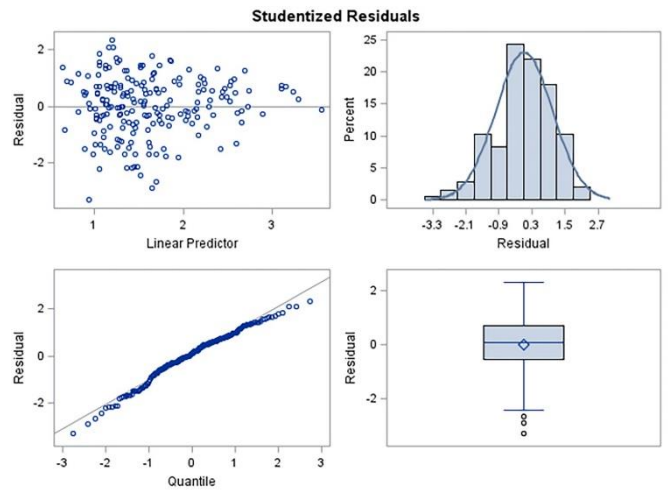 Studentized Residuals
2
0
-2
Residual
1 2 3
Linear Predictor
25
20
15
10
5
0
Percent
-3.3 -2.1 -0.9 0.3 1.5 2.7
Residual
2
0
-2
Residual
-3 -2 -1 0 1 2 3
Quantile
2
0
-2
Residual